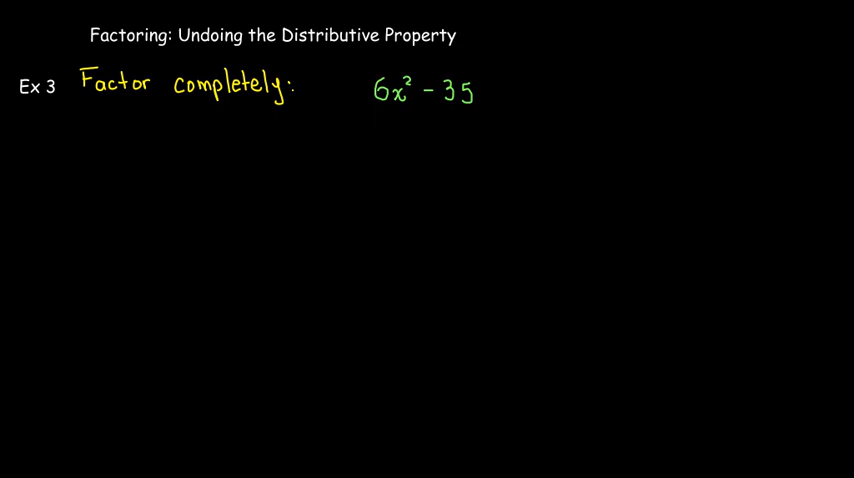 Factoring: Undoing the Distributive Property
Ex 3 Factor completely: 6x² - 35